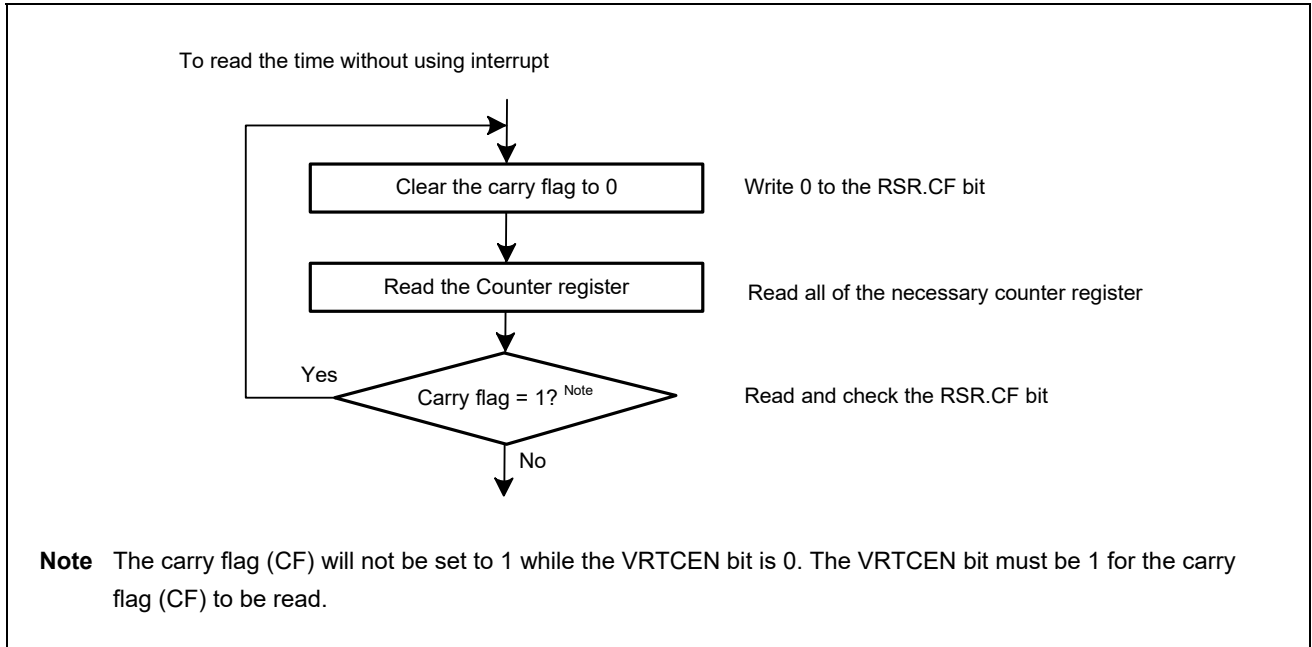 To read the time without using interrupt
Clear the carry flag to 0
Write 0 to the RSR.CF bit
Read the Counter register
Read all of the necessary counter register
Yes
Carry flag = 1? Note
Read and check the RSR.CF bit
No
Note The carry flag (CF) will not be set to 1 while the VRTCEN bit is 0. The VRTCEN bit must be 1 for the carry
flag (CF) to be read.